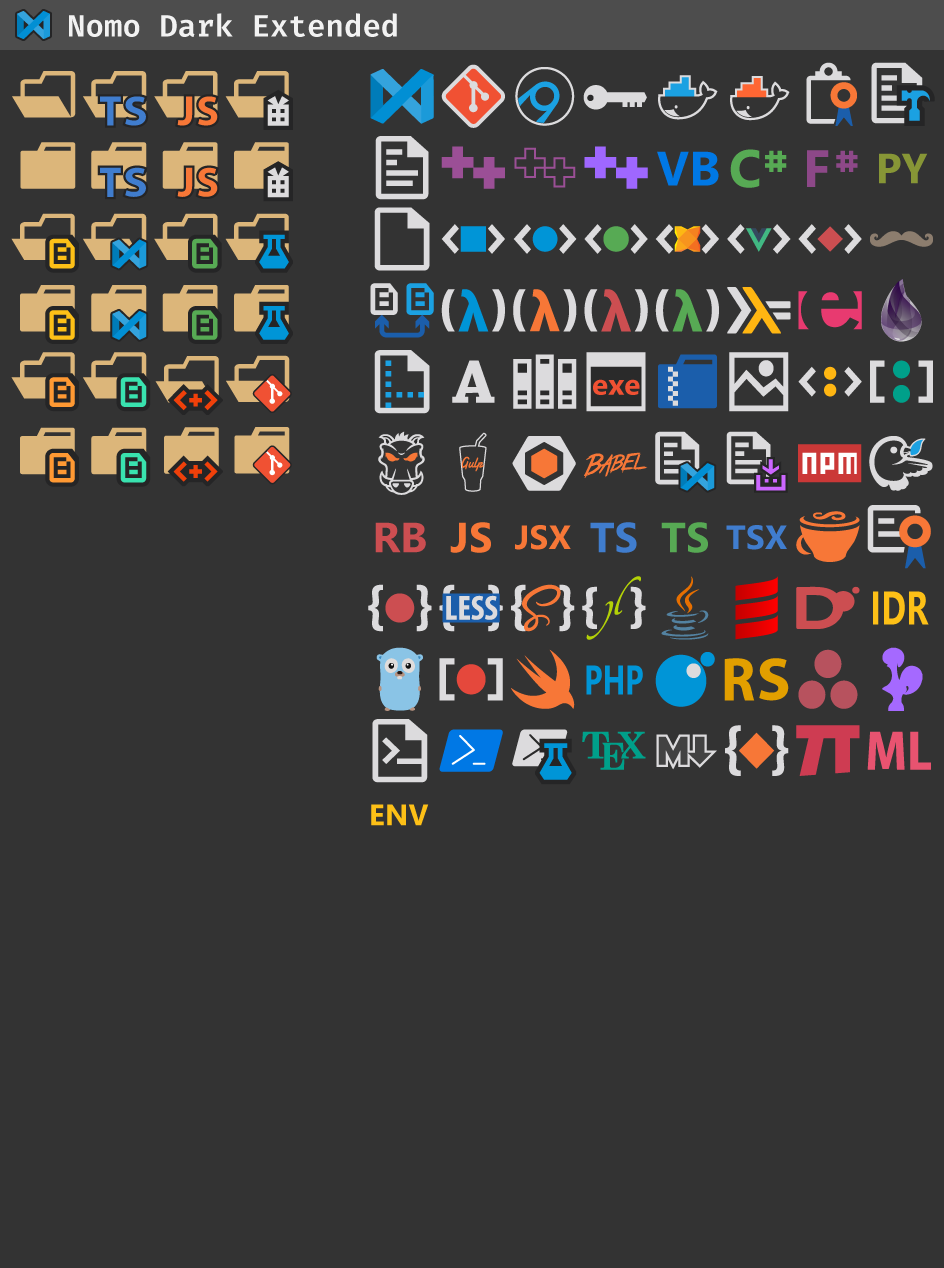 Nomo Dark Extended
TS JS
TS JS
VB C# F# PY
(λ) (λ) (λ) (λ) λ= [e]
A exe
Gulp BABEL npm
RB JS JSX TS TS TSX
{LESS} IDR
PHP RS
TEX M ML
ENV